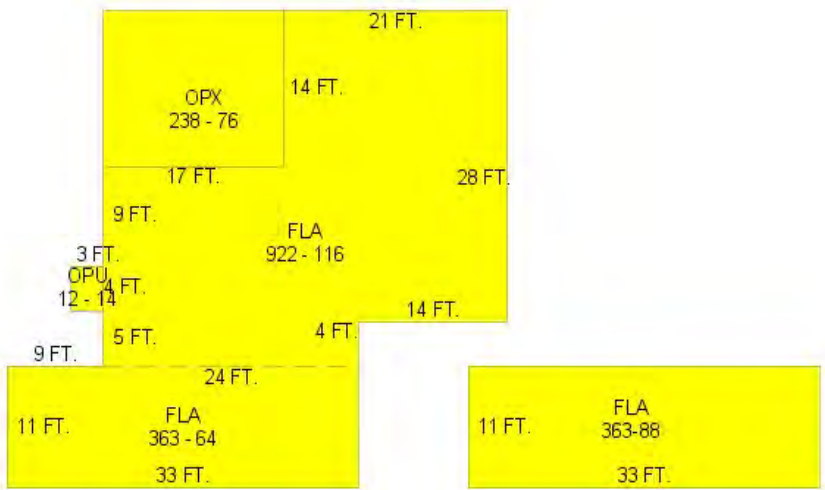 21 FT.
14 FT.
OPX
238 - 76
17 FT.
28 FT.
9 FT.
FLA
922 - 116
3 FT.
OPU
4 FT.
12 - 14
14 FT.
5 FT.
4 FT.
9 FT.
24 FT.
FLA
363 - 64
11 FT.
33 FT.
FLA
363-88
11 FT.
33 FT.